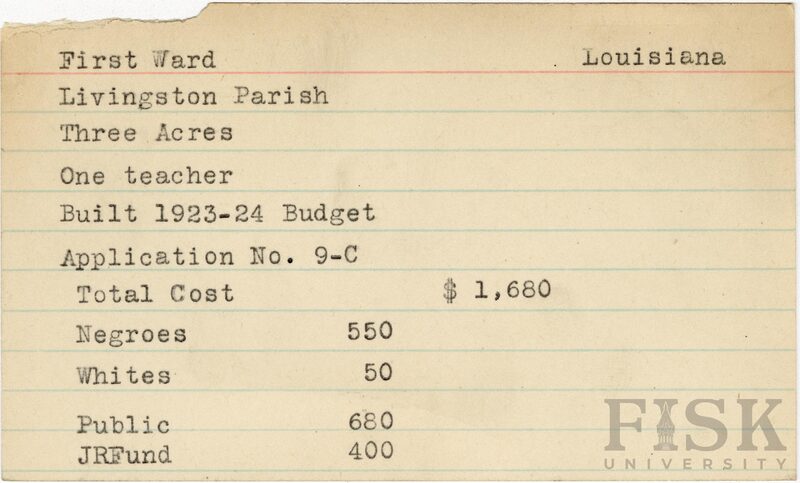 First Ward Louisiana
Livingston Parish
Three Acres
One teacher
Built 1923-24 Budget
Application No. 9-C
Total Cost $ 1,680
Negroes 550
Whites 50
Public 680
JRFund 400
FISK
UNIVERSITY